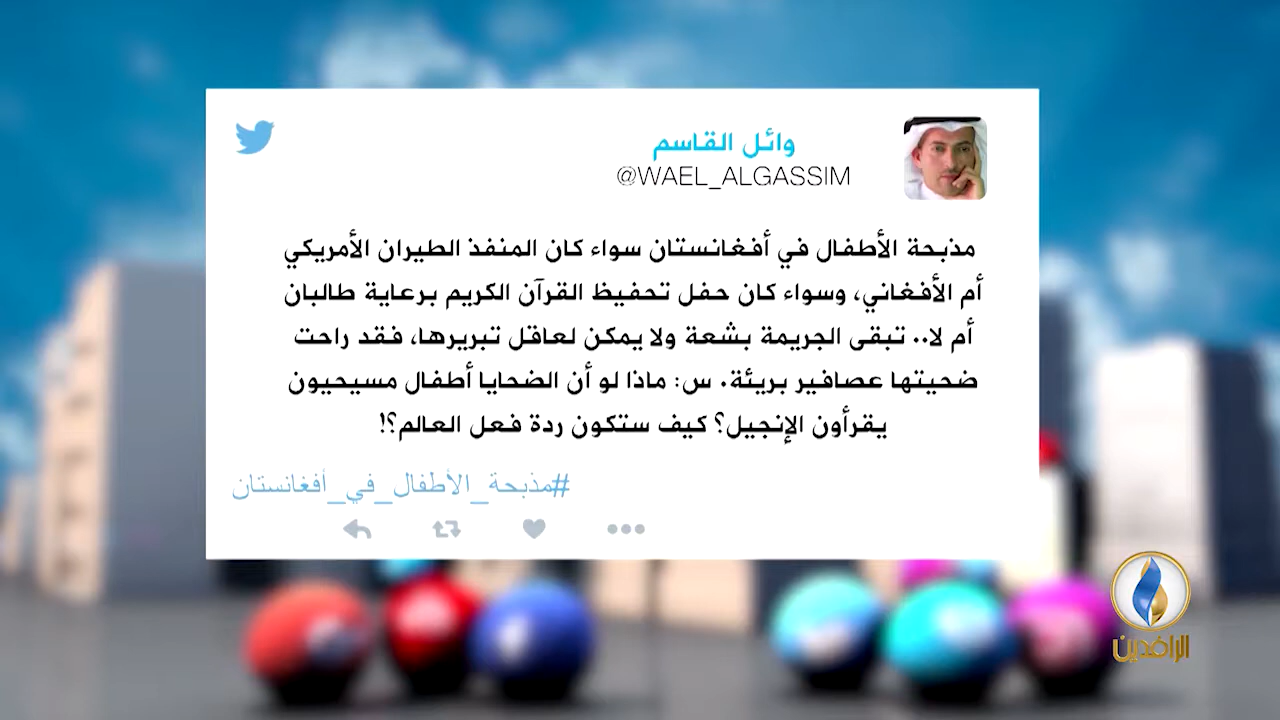 وائل القاسم
@WAEL_ALGASSIM
مذبحة الأطفال في أفغانستان سواء كان المنفذ الطيران الأمريكي
أم الأفغاني، وسواء كان حفل تحفيظ القرآن الكريم برعاية طالبان
أم لا.. تبقى الجريمة بشعة ولا يمكن لعاقل تبريرها، فقد راحت
ضحيتها عصافير بريئة. س: ماذا لو أن الضحايا أطفال مسيحيون
يقرأون الإنجيل؟ كيف ستكون ردة فعل العالم؟!
#مذبحة_الأطفال_في_أفغانستان
الرافدين